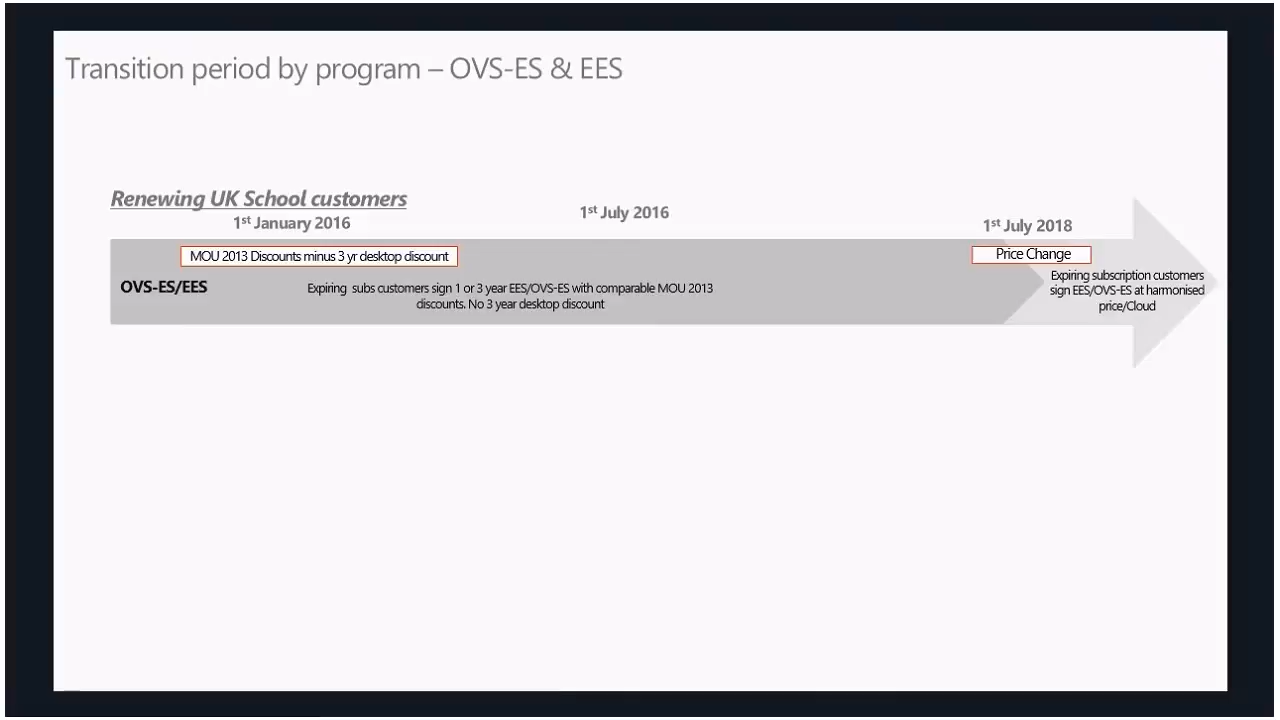 Transition period by program – OVS-ES & EES
Renewing UK School customers
1st January 2016
1st July 2016
1st July 2018
MOU 2013 Discounts minus 3 yr desktop discount
Price Change
OVS-ES/EES
Expiring subs customers sign 1 or 3 year EES/OVS-ES with comparable MOU 2013
discounts. No 3 year desktop discount
Expiring subscription customers
sign EES/OVS-ES at harmonised
price/Cloud